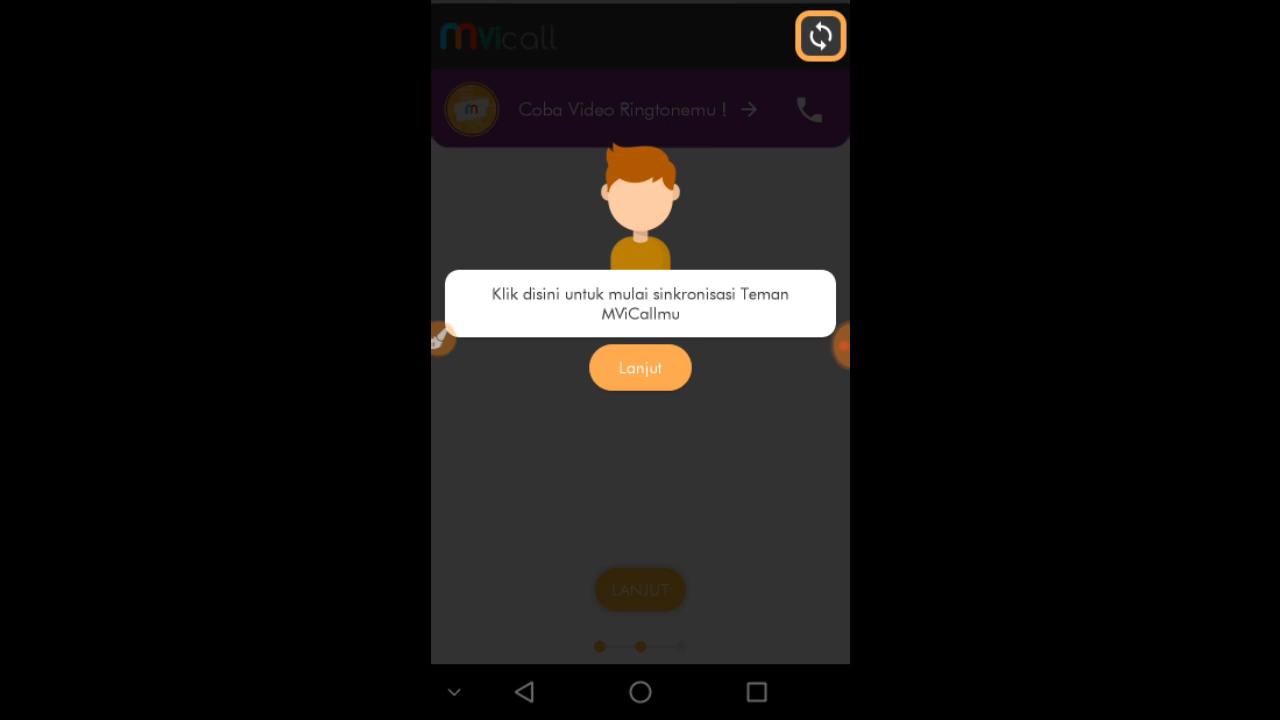 mvicall
m
Coba Video Ringtonemu !
Klik disini untuk mulai sinkronisasi Teman
MViCallmu
Lanjut
LANJUT